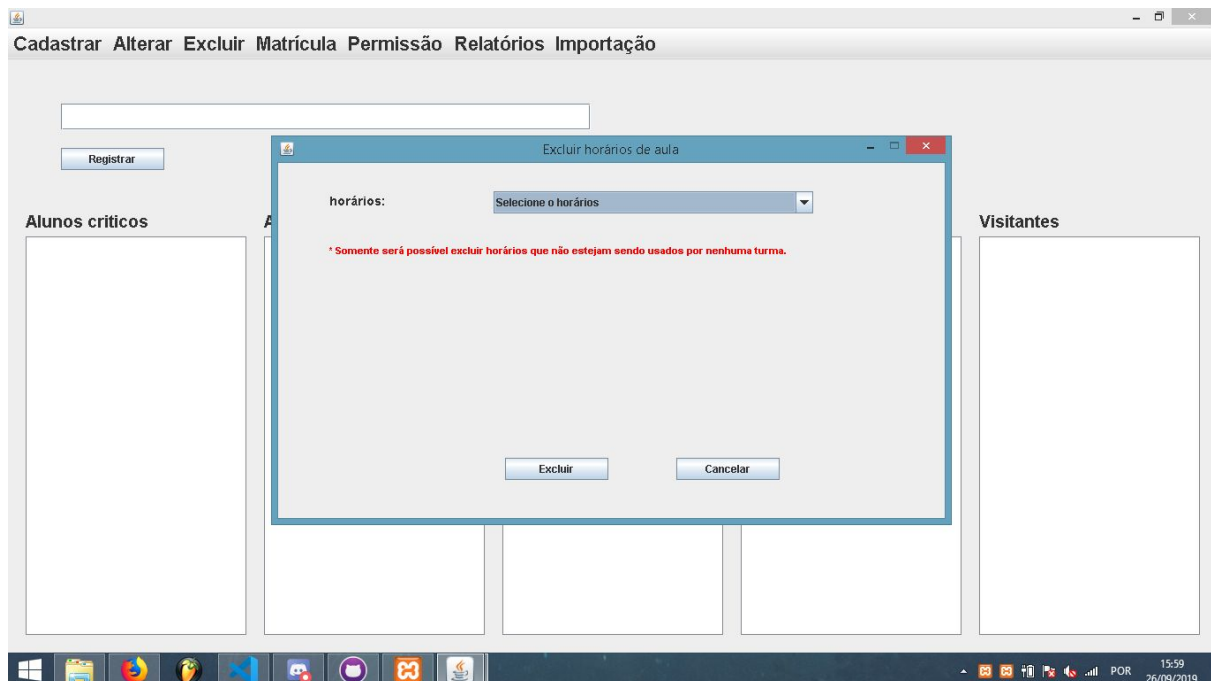 Cadastrar Alterar Excluir Matrícula Permissão Relatórios Importação
Registrar
Excluir horários de aula
horários:
Selecione o horários
* Somente será possível excluir horários que não estejam sendo usados por nenhuma turma.
Alunos criticos
A
Visitantes
Excluir
Cancelar
POR
15:59
26/09/2019